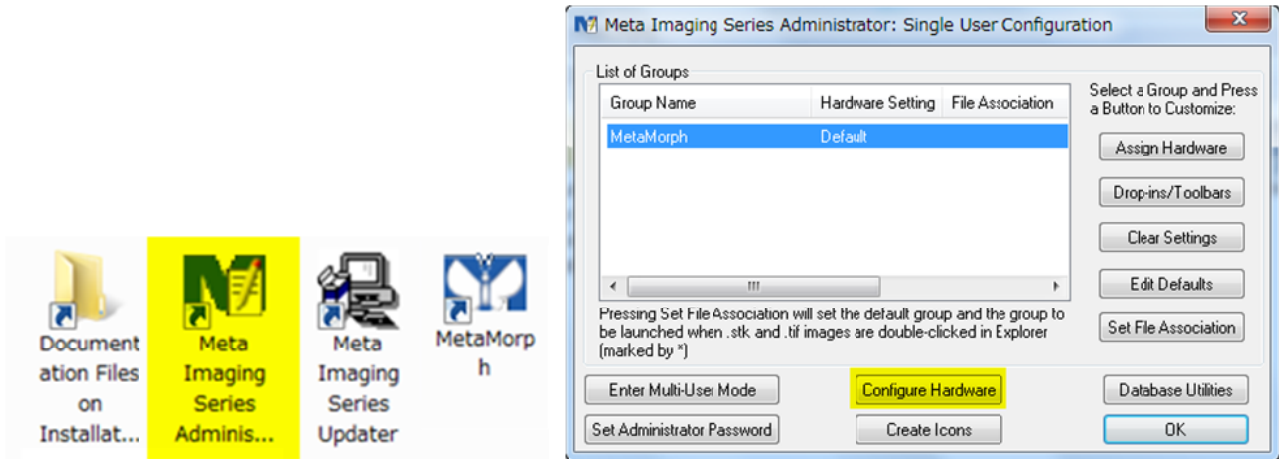 Document
ation Files
on
Installat...
Meta
Imaging
Series
Adminis...
Meta
Imaging
Series
Updater
MetaMorp
h
Meta Imaging Series Administrator: Single User Configuration
List of Groups
Group Name Hardware Setting File Association
MetaMorph Default
Pressing Set File Association will set the default group and the group to
be launched when .stk and .tif images are double-clicked in Explorer
(marked by *)
Select a Group and Press
a Button to Customize:
Assign Hardware
Drop-ins/Toolbars
Clear Settings
Edit Defaults
Set File Association
Enter Multi-User Mode Configure Hardware Database Utilities
Set Administrator Password Create Icons OK